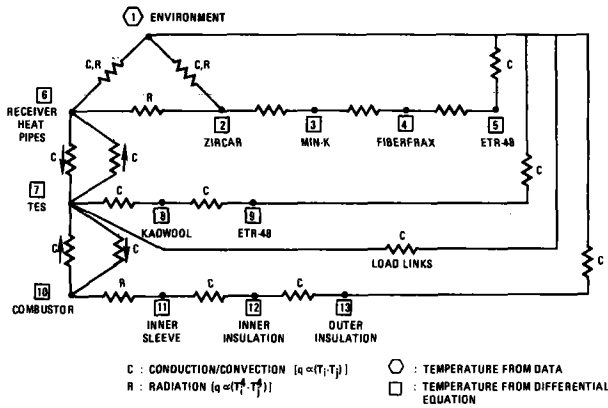 1 ENVIRONMENT
C,R
C,R
C
6
RECEIVER
HEAT
PIPES
R
2
ZIRCAR
3
MIN-K
4
FIBERFRAX
5
ETR-48
C
C
C
7
TES
C
8
KADWOOL
C
9
ETR-48
C
C
C
C
LOAD LINKS
C
10
COMBUSTOR
R
11
INNER
SLEEVE
C
12
INNER
INSULATION
C
13
OUTER
INSULATION
C : CONDUCTION/CONVECTION [q ∝(Ti-Tj)]
R : RADIATION [q ∝(Ti⁴-Tj⁴)]
: TEMPERATURE FROM DATA
: TEMPERATURE FROM DIFFERENTIAL
EQUATION